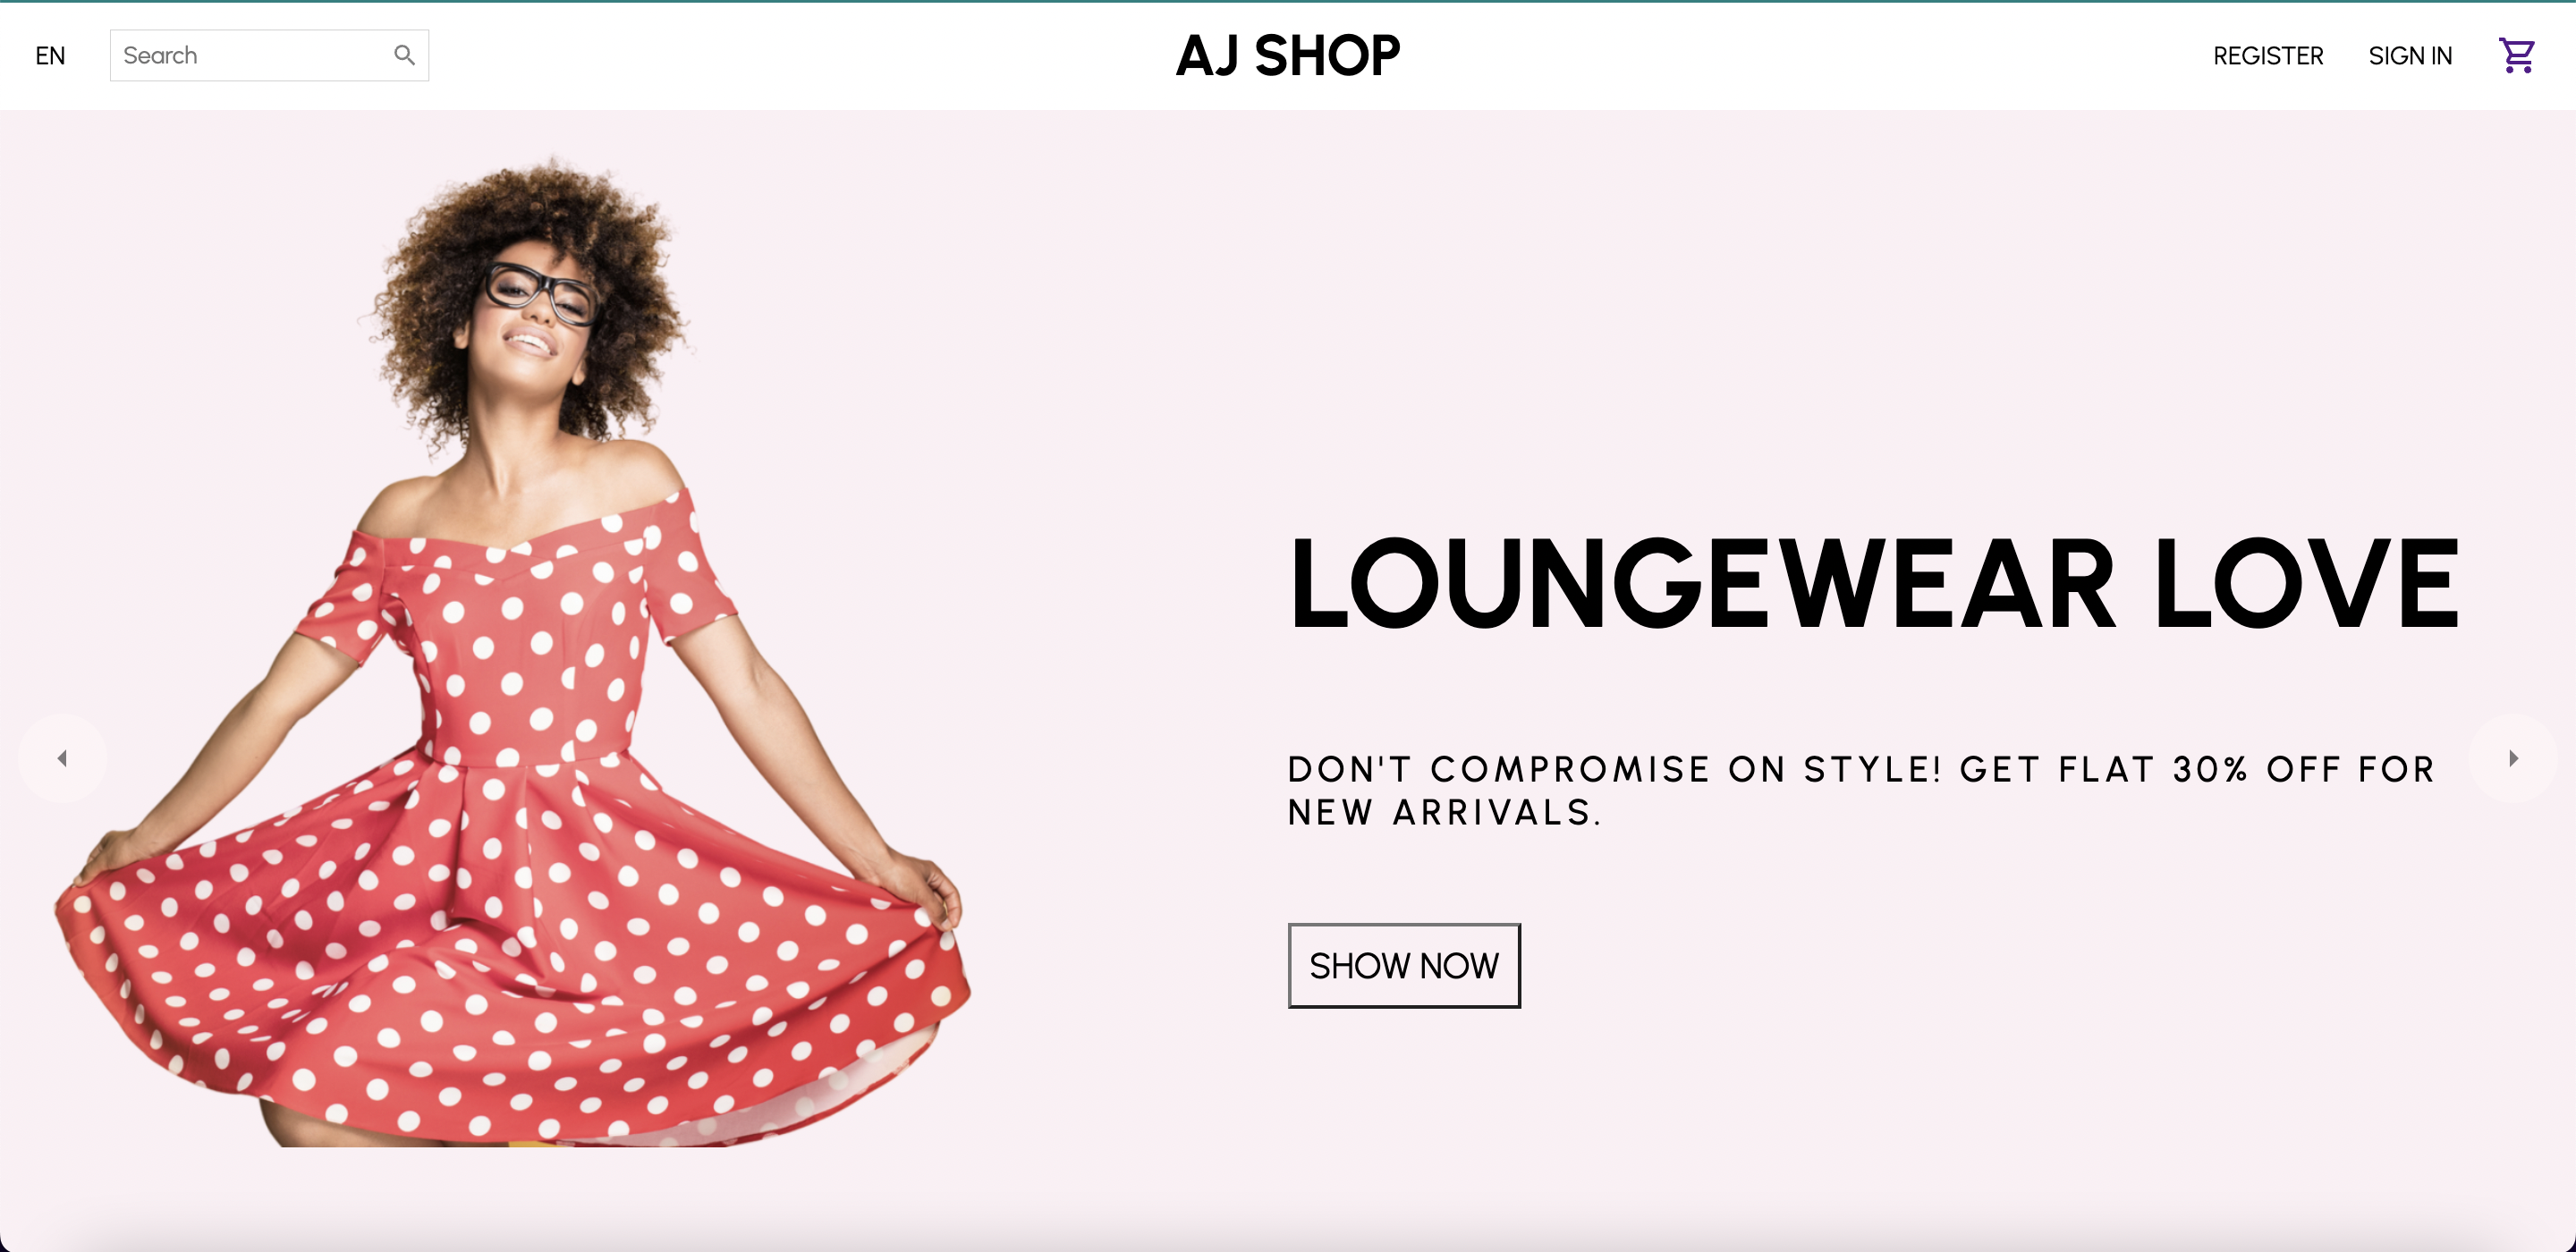 EN
Search
AJ SHOP
REGISTER
SIGN IN
LOUNGEWEAR LOVE
DON'T COMPROMISE ON STYLE! GET FLAT 30% OFF FOR
NEW ARRIVALS.
SHOW NOW